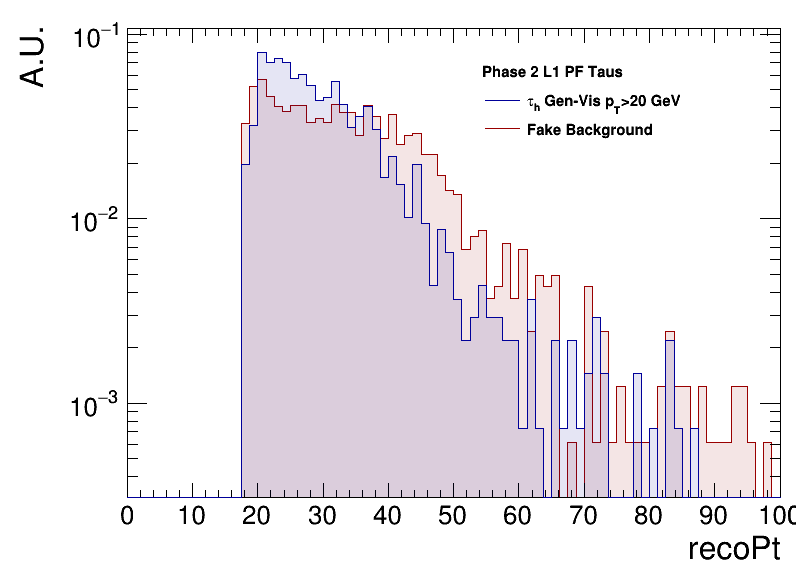 A.U.
10⁻¹
10⁻²
10⁻³
Phase 2 L1 PF Taus
τh Gen-Vis pT>20 GeV
Fake Background
0 10 20 30 40 50 60 70 80 90 100
recoPt